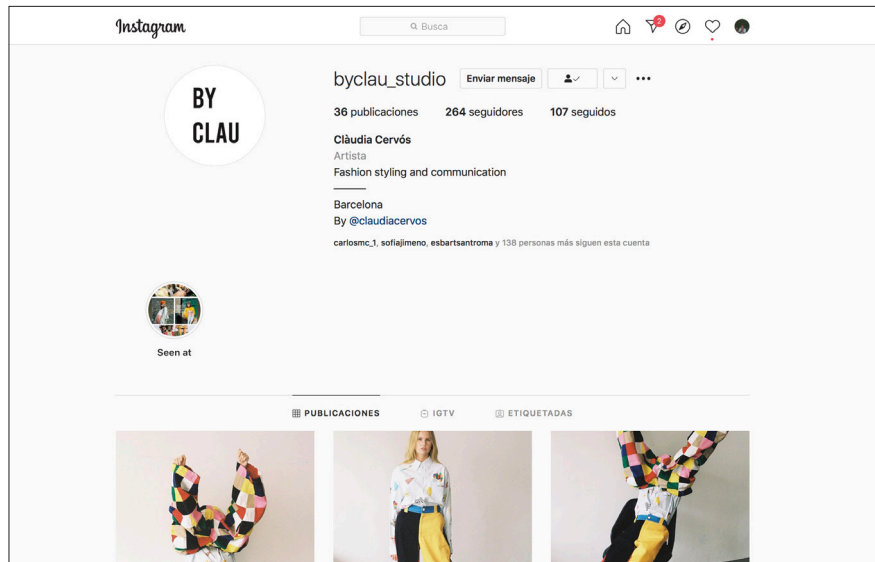 Instagram
Busca
2
BY
CLAU
byclau_studio Enviar mensaje
36 publicaciones 264 seguidores 107 seguidos
Clàudia Cervós
Artista
Fashion styling and communication
Barcelona
By @claudiacervos
carlosmc_1, sofiajimeno, esbartsantroma y 138 personas más siguen esta cuenta
Seen at
PUBLICACIONES IGTV ETIQUETADAS